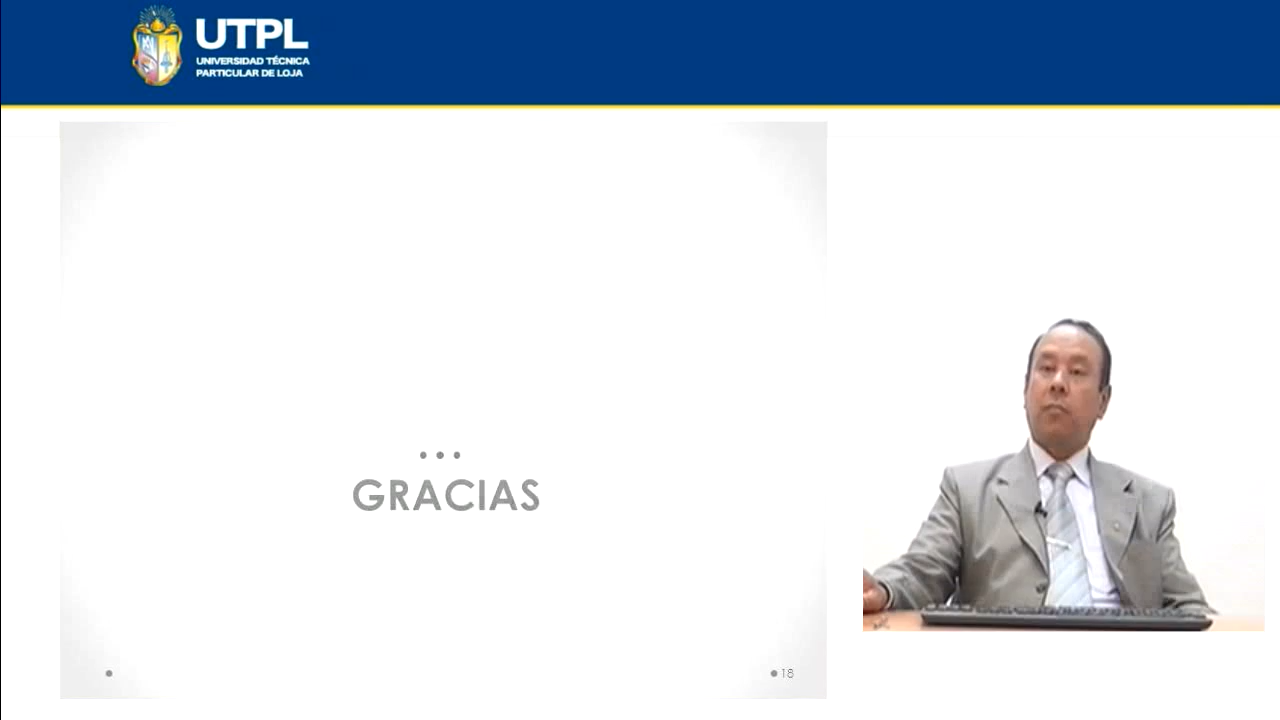 UTPL
UNIVERSIDAD TÉCNICA
PARTICULAR DE LOJA
...
GRACIAS
18